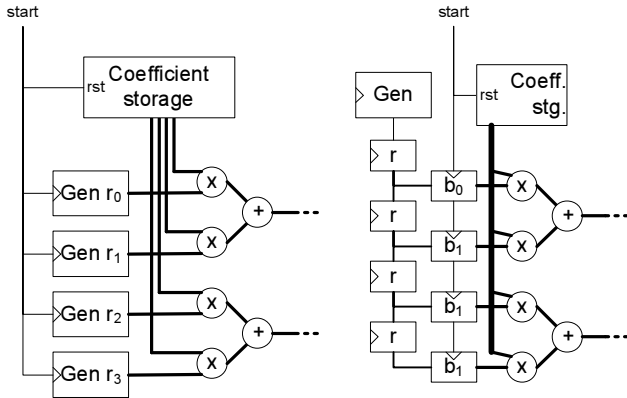 start
Coefficient
storage
rst
Gen r₀
Gen r₁
Gen r₂
Gen r₃
x
x
x
x
+
+
start
Gen
Coeff.
stg.
rst
r
r
r
r
b₀
b₁
b₁
b₁
x
x
x
x
+
+